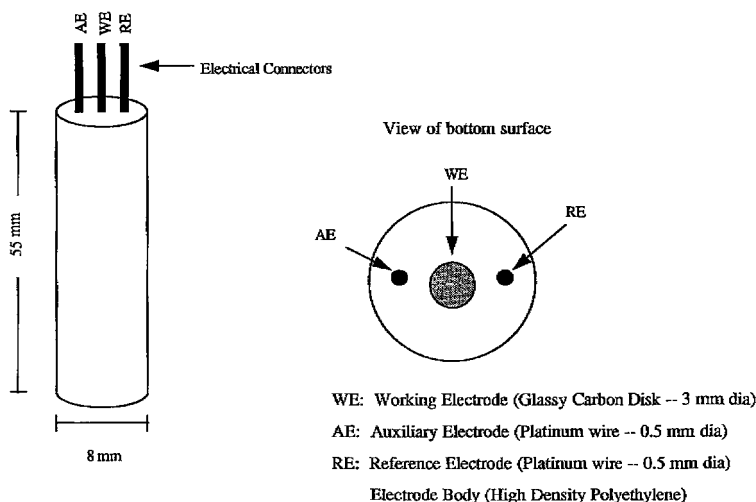 AE WE RE
Electrical Connectors
View of bottom surface
WE
AE
RE
55 mm
8 mm
WE: Working Electrode (Glassy Carbon Disk -- 3 mm dia)
AE: Auxiliary Electrode (Platinum wire -- 0.5 mm dia)
RE: Reference Electrode (Platinum wire -- 0.5 mm dia)
Electrode Body (High Density Polyethylene)